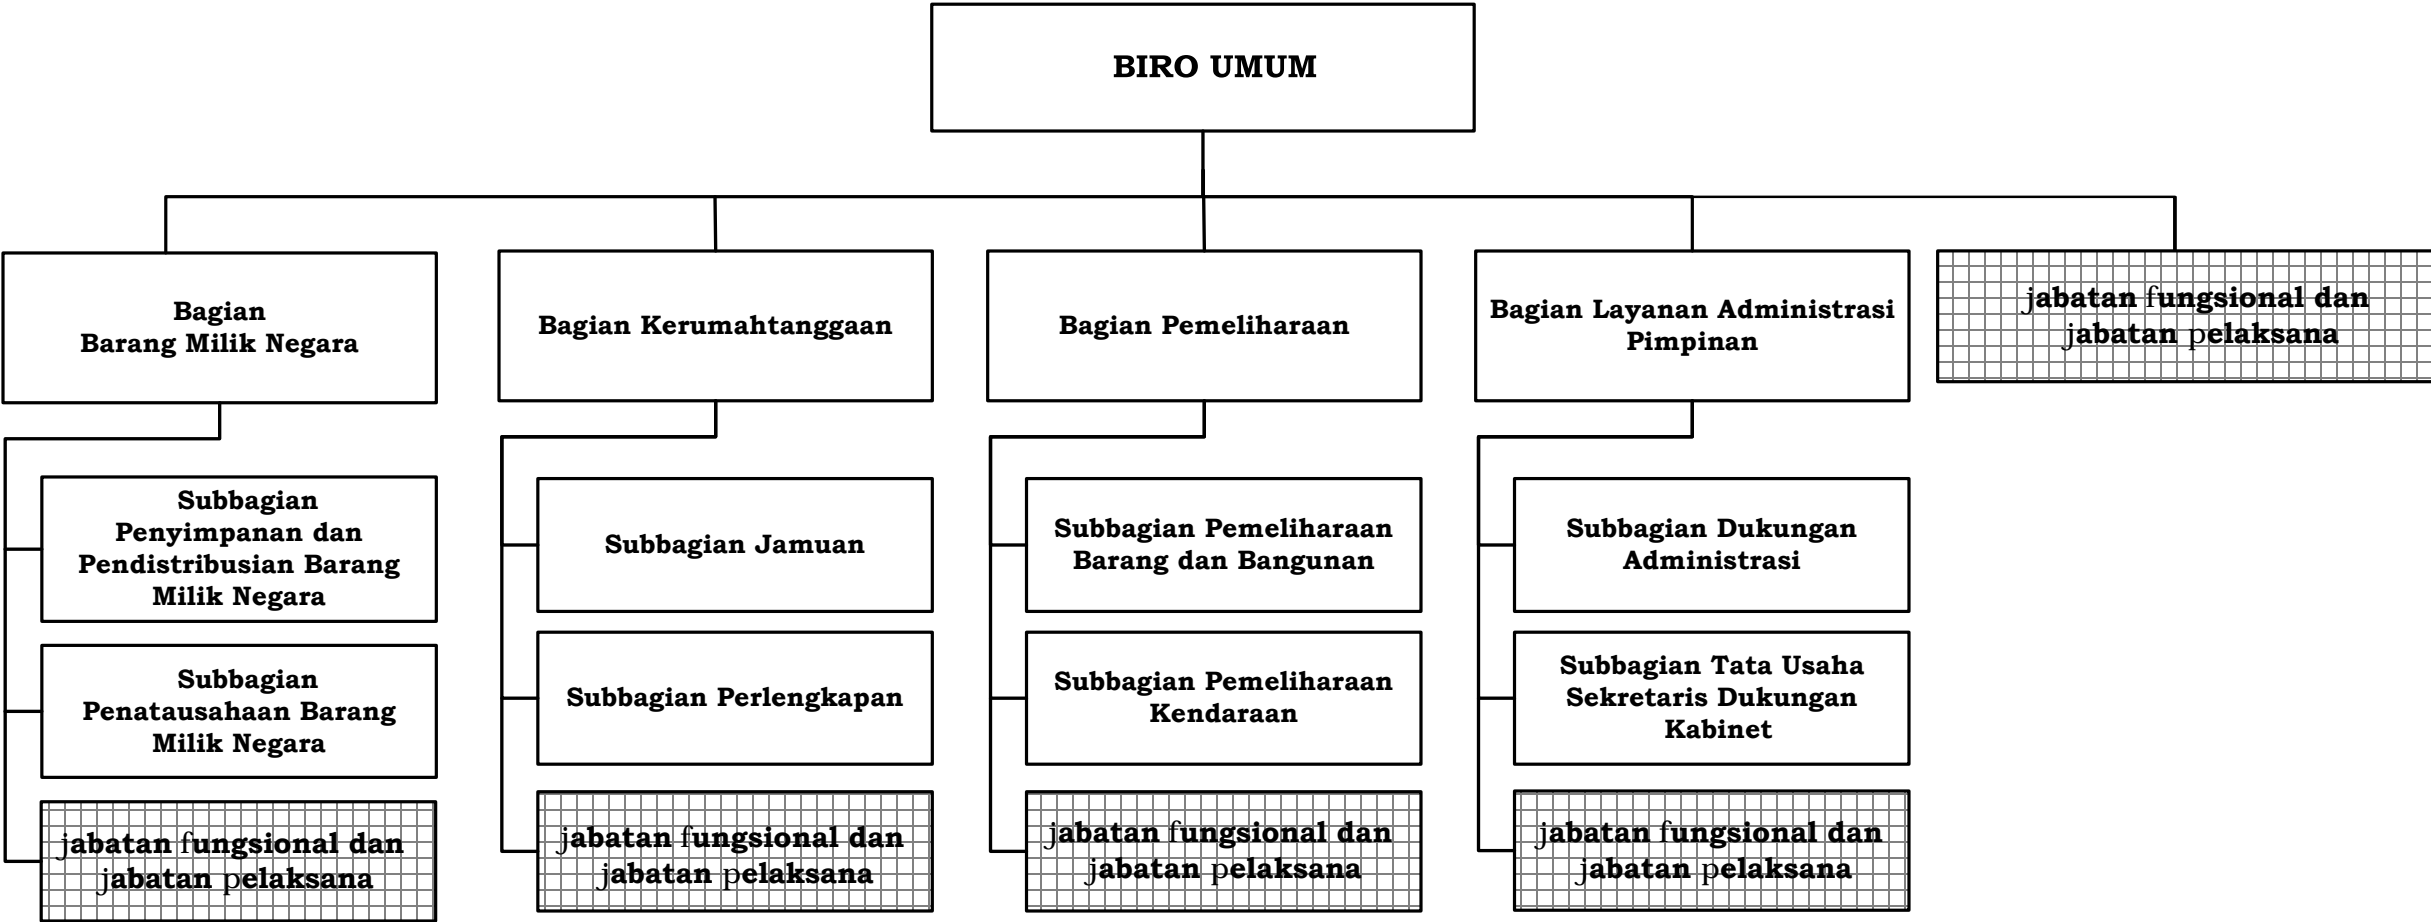 BIRO UMUM
Bagian
Barang Milik Negara
Bagian Kerumahtanggaan
Bagian Pemeliharaan
Bagian Layanan Administrasi
Pimpinan
jabatan fungsional dan
jabatan pelaksana
Subbagian
Penyimpanan dan
Pendistribusian Barang
Milik Negara
Subbagian
Penatausahaan Barang
Milik Negara
jabatan fungsional dan
jabatan pelaksana
Subbagian Jamuan
Subbagian Perlengkapan
jabatan fungsional dan
jabatan pelaksana
Subbagian Pemeliharaan
Barang dan Bangunan
Subbagian Pemeliharaan
Kendaraan
jabatan fungsional dan
jabatan pelaksana
Subbagian Dukungan
Administrasi
Subbagian Tata Usaha
Sekretaris Dukungan
Kabinet
jabatan fungsional dan
jabatan pelaksana